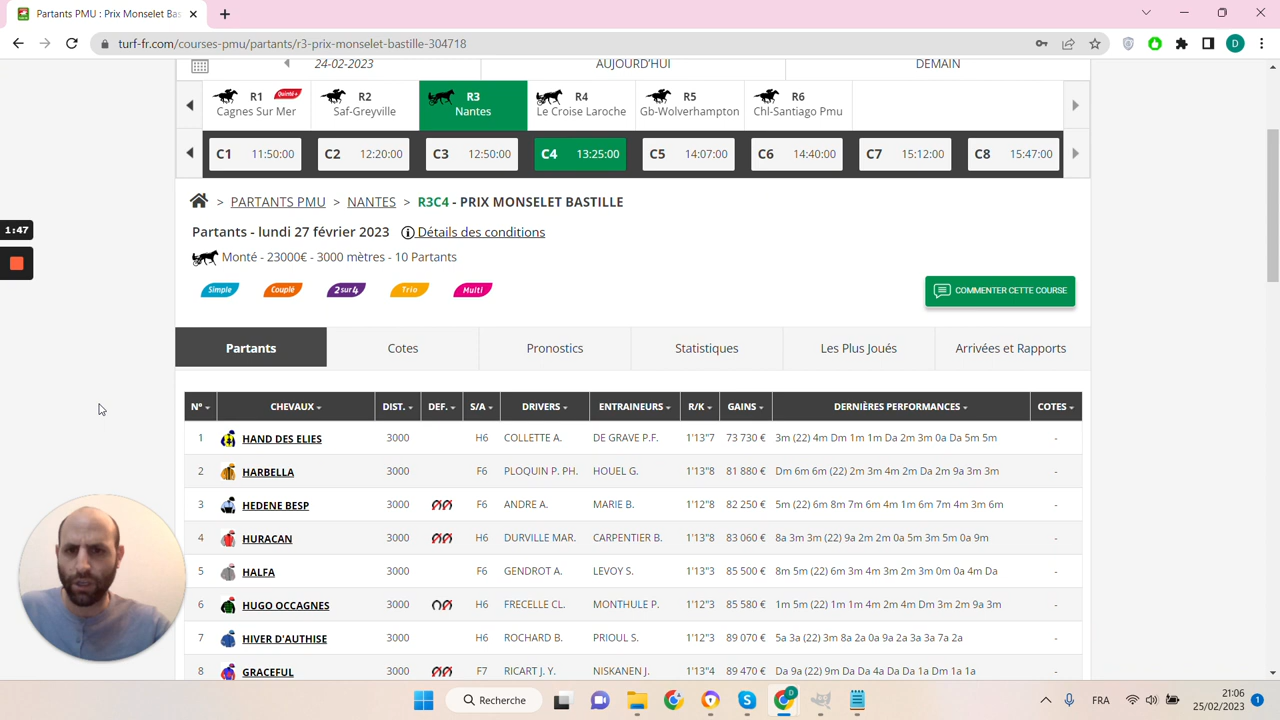 Partants PMU : Prix Monselet Bas
turf-fr.com/courses-pmu/partants/r3-prix-monselet-bastille-304718
D
24-02-2023 AUJOURD'HUI DEMAIN
R1 Quinté+ R2 R3 R4 R5 R6
Cagnes Sur Mer Saf-Greyville Nantes Le Croise Laroche Gb-Wolverhampton Chl-Santiago Pmu
C1 11:50:00 C2 12:20:00 C3 12:50:00 C4 13:25:00 C5 14:07:00 C6 14:40:00 C7 15:12:00 C8 15:47:00
> PARTANTS PMU > NANTES > R3C4 - PRIX MONSELET BASTILLE
1:47
Partants - lundi 27 février 2023 Détails des conditions
Monté - 23000€ - 3000 mètres - 10 Partants
Simple Couplé 2sur4 Trio Multi
COMMENTER CETTE COURSE
Partants Cotes Pronostics Statistiques Les Plus Joués Arrivées et Rapports
N° CHEVAUX DIST. DEF. S/A DRIVERS ENTRAINEURS R/K GAINS DERNIÈRES PERFORMANCES COTES
1 HAND DES ELIES 3000 H6 COLLETTE A. DE GRAVE P.F. 1'13"7 73 730 € 3m (22) 4m Dm 1m 1m Da 2m 3m 0a Da 5m 5m -
2 HARBELLA 3000 F6 PLOQUIN P. PH. HOUEL G. 1'13"8 81 880 € Dm 6m 6m (22) 2m 3m 4m 2m Da 2m 9a 3m 3m -
3 HEDENE BESP 3000 F6 ANDRE A. MARIE B. 1'12"8 82 250 € 5m (22) 6m 8m 7m 6m 4m 1m 6m 7m 4m 3m 6m -
4 HURACAN 3000 H6 DURVILLE MAR. CARPENTIER B. 1'13"8 83 060 € 8a 3m 3m (22) 9a 2m 2m 0a 5m 3m 5m 0a 9m -
5 HALFA 3000 F6 GENDROT A. LEVOY S. 1'13"3 85 500 € 8m 5m (22) 6m 3m 4m 3m 2m 3m 0m 0a 4m Da -
6 HUGO OCCAGNES 3000 H6 FRECELLE CL. MONTHULE P. 1'12"3 85 580 € 1m 5m (22) 1m 1m 4m 2m 4m Dm 3m 2m 9a 3m -
7 HIVER D'AUTHISE 3000 H6 ROCHARD B. PRIOUL S. 1'12"3 89 070 € 5a 3a (22) 3m 8a 2a 0a 9a 2a 3a 3a 7a 2a -
8 GRACEFUL 3000 F7 RICART J. Y. NISKANEN J. 1'13"4 89 470 € Da 9a (22) 9m Da Da 4a Da Da 1a Dm 1a 1a -
Recherche
FRA
21:06
25/02/2023
1